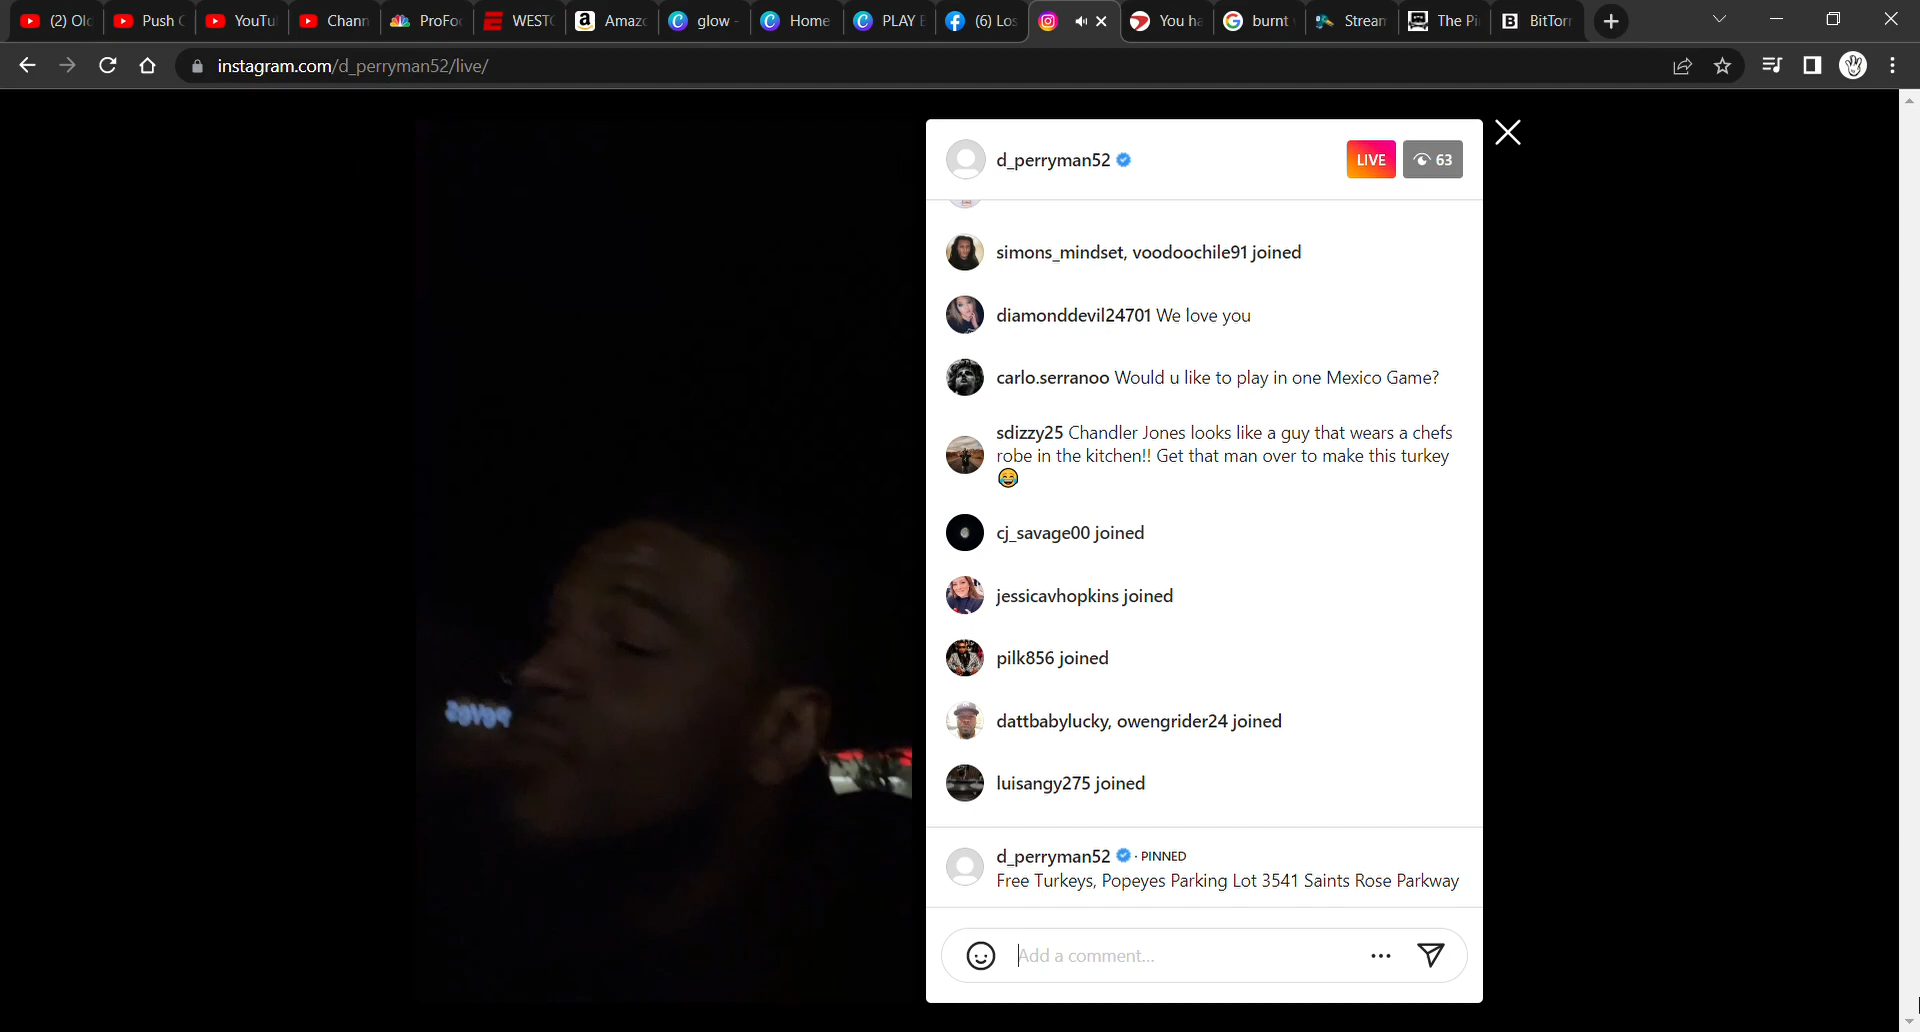 (2) Ol
Push
YouTu
Chann
ProFo
WEST
Amaz
glow
Home
PLAY
(6) Los
You ha
burnt
Strean
The Pi
BitTor
instagram.com/d_perryman52/live/
d_perryman52
LIVE
63
simons_mindset, voodoochile91 joined
diamonddevil24701 We love you
carlo.serranoo Would u like to play in one Mexico Game?
sdizzy25 Chandler Jones looks like a guy that wears a chefs
robe in the kitchen!! Get that man over to make this turkey
😂
cj_savage00 joined
jessicavhopkins joined
pilk856 joined
dattbabylucky, owengrider24 joined
luisangy275 joined
d_perryman52 · PINNED
Free Turkeys, Popeyes Parking Lot 3541 Saints Rose Parkway
Add a comment...